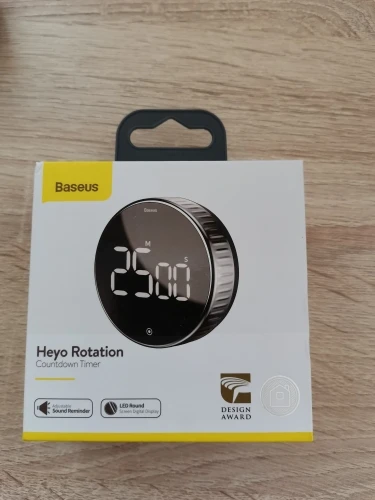 Baseus
Baseus
M
S
25 00
Heyo Rotation
Countdown Timer
Adjustable
Sound Reminder
LED Round
Screen Digital Display
DESIGN
AWARD